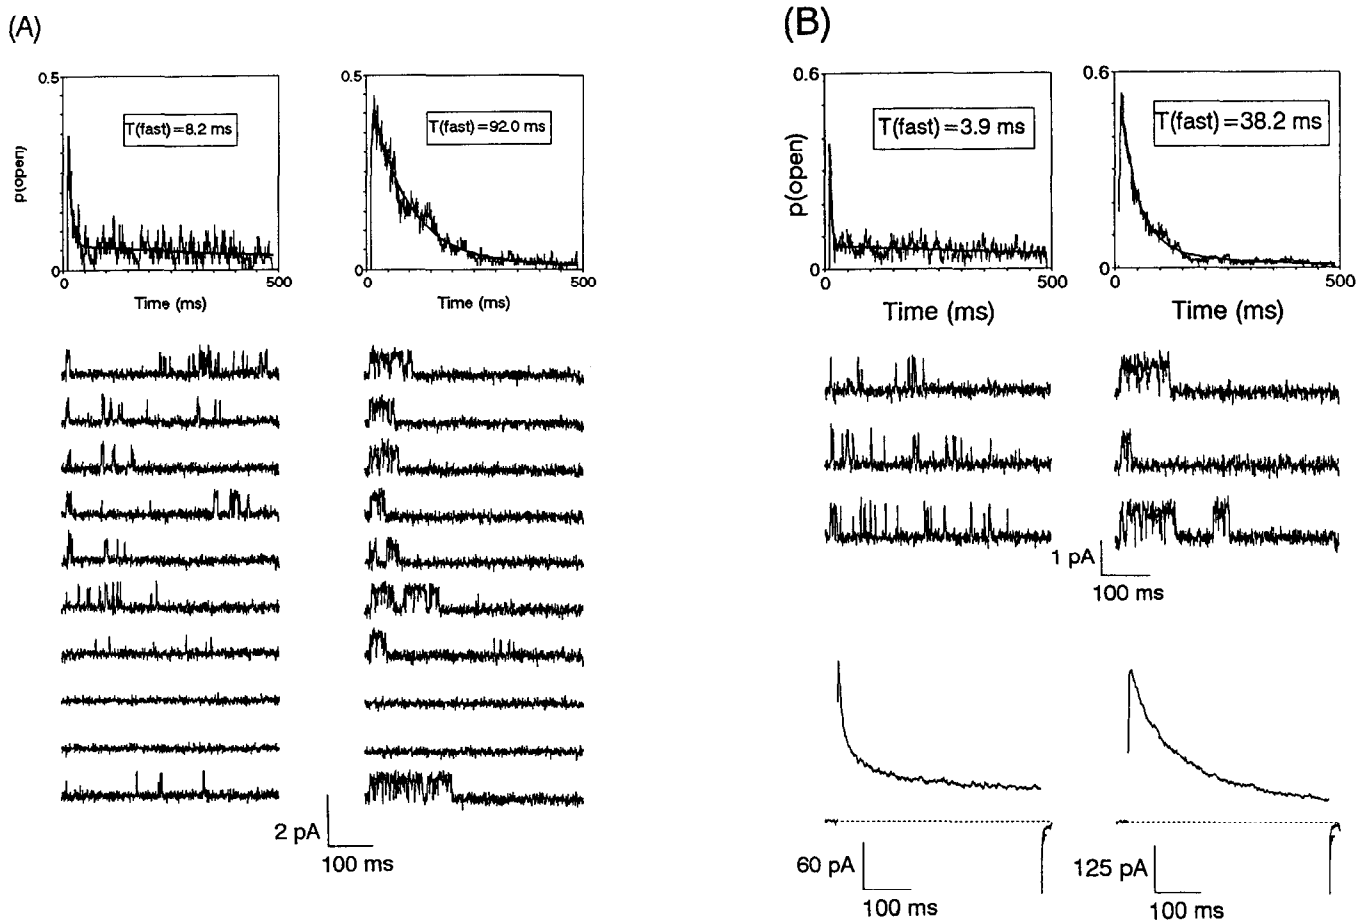 (A)
0.5
T(fast)=8.2 ms
p(open)
0
0
500
Time (ms)
0.5
T(fast)=92.0 ms
0
0
500
Time (ms)
2 pA
100 ms
(B)
0.6
T(fast)=3.9 ms
p(open)
0
0
500
Time (ms)
0.6
T(fast)=38.2 ms
0
0
500
Time (ms)
1 pA
100 ms
60 pA
100 ms
125 pA
100 ms